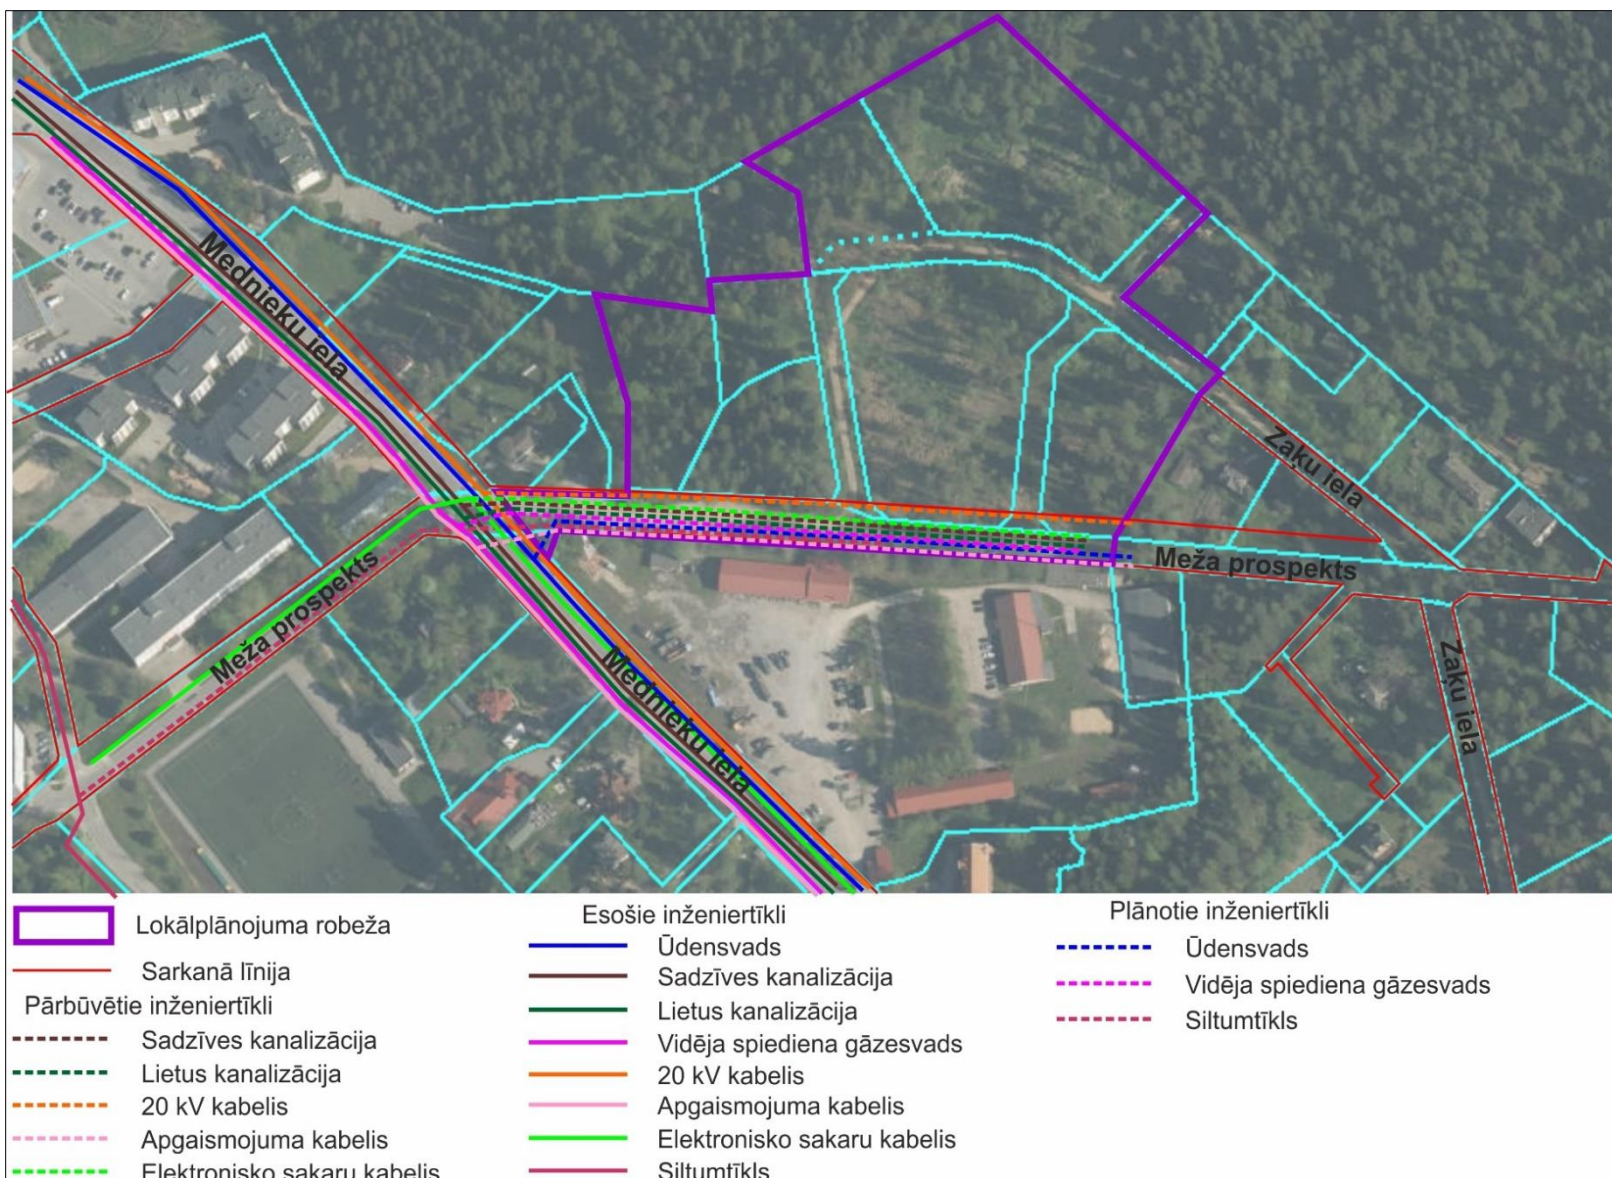 Mednieku iela
Zaķu iela
Meža prospekts
Meža prospekts
Mednieku iela
Zaķu iela
Lokālplānojuma robeža
Sarkanā līnija
Pārbūvētie inženiertīkli
Sadzīves kanalizācija
Lietus kanalizācija
20 kV kabelis
Apgaismojuma kabelis
Elektronisko sakaru kabelis
Esošie inženiertīkli
Ūdensvads
Sadzīves kanalizācija
Lietus kanalizācija
Vidēja spiediena gāzesvads
20 kV kabelis
Apgaismojuma kabelis
Elektronisko sakaru kabelis
Siltumtīkls
Plānotie inženiertīkli
Ūdensvads
Vidēja spiediena gāzesvads
Siltumtīkls